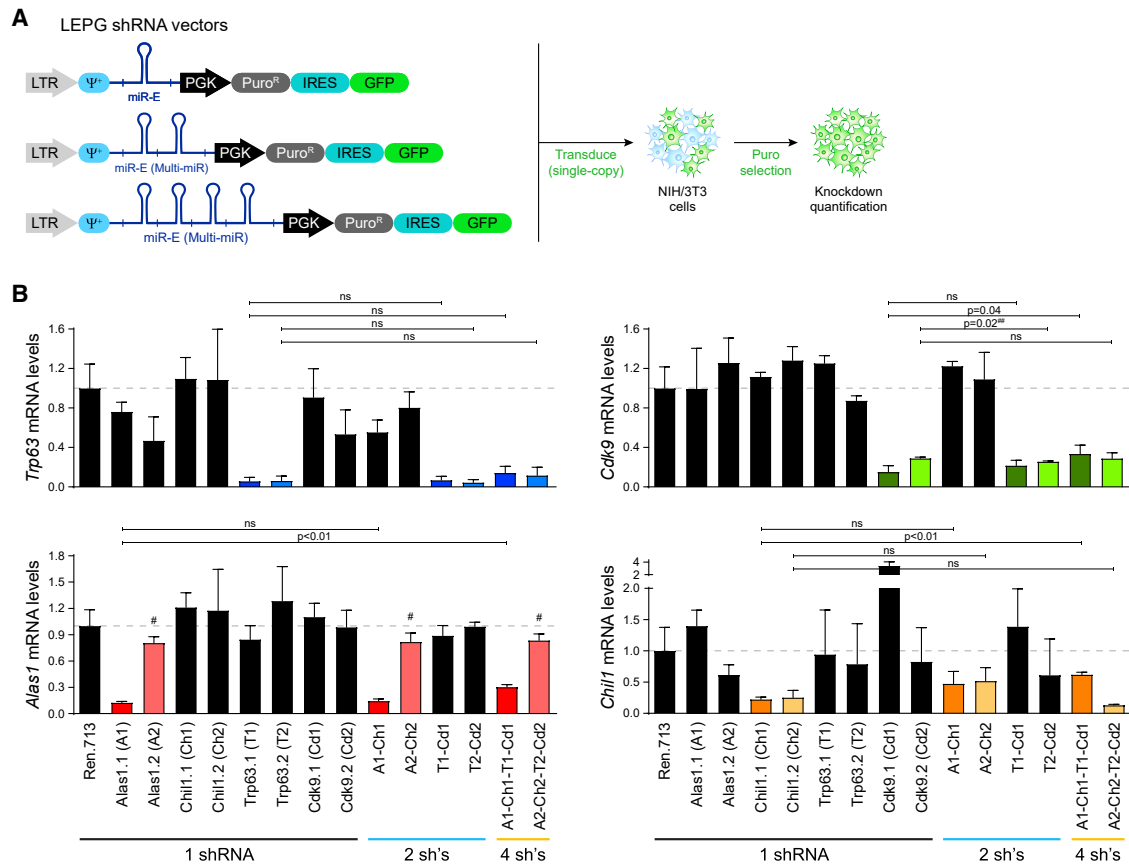 A
LEPG shRNA vectors
LTR Ψ+ miR-E PGK PuroR IRES GFP
LTR Ψ+ miR-E (Multi-miR) PGK PuroR IRES GFP
LTR Ψ+ miR-E (Multi-miR) PGK PuroR IRES GFP
Transduce
(single-copy)
NIH/3T3
cells
Puro
selection
Knockdown
quantification
B
ns
ns
ns
ns
Trp63 mRNA levels
1.6
1.2
0.8
0.4
0.0
ns
p=0.04
p=0.02##
ns
Cdk9 mRNA levels
1.6
1.2
0.8
0.4
0.0
ns
p<0.01
Alas1 mRNA levels
1.8
1.5
1.2
0.9
0.6
0.3
0.0
#
#
#
Ren.713
Alas1.1 (A1)
Alas1.2 (A2)
Chil1.1 (Ch1)
Chil1.2 (Ch2)
Trp63.1 (T1)
Trp63.2 (T2)
Cdk9.1 (Cd1)
Cdk9.2 (Cd2)
A1-Ch1
A2-Ch2
T1-Cd1
T2-Cd2
A1-Ch1-T1-Cd1
A2-Ch2-T2-Cd2
1 shRNA
2 sh's
4 sh's
ns
p<0.01
ns
ns
Chil1 mRNA levels
4
2
2.0
1.5
1.0
0.5
0.0
Ren.713
Alas1.1 (A1)
Alas1.2 (A2)
Chil1.1 (Ch1)
Chil1.2 (Ch2)
Trp63.1 (T1)
Trp63.2 (T2)
Cdk9.1 (Cd1)
Cdk9.2 (Cd2)
A1-Ch1
A2-Ch2
T1-Cd1
T2-Cd2
A1-Ch1-T1-Cd1
A2-Ch2-T2-Cd2
1 shRNA
2 sh's
4 sh's